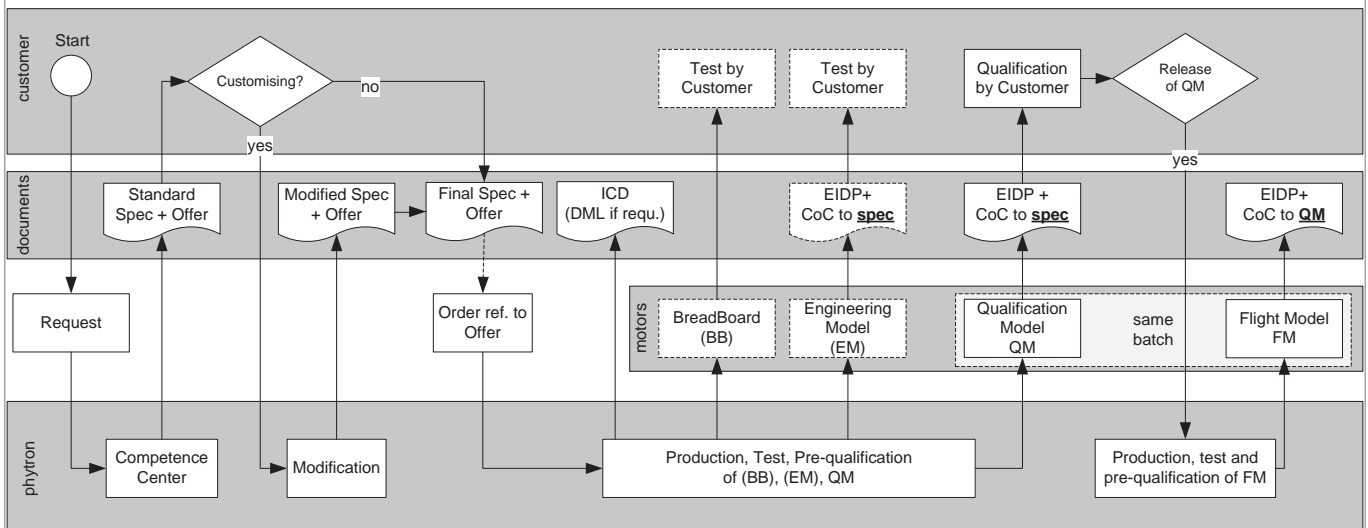 customer
Start
Customising?
no
yes
Test by
Customer
Test by
Customer
Qualification
by Customer
Release
of QM
yes
documents
Standard
Spec + Offer
Modified Spec
+ Offer
Final Spec +
Offer
ICD
(DML if requ.)
EIDP+
CoC to spec
EIDP +
CoC to spec
EIDP+
CoC to QM
Request
Order ref. to
Offer
motors
BreadBoard
(BB)
Engineering
Model
(EM)
Qualification
Model
QM
same
batch
Flight Model
FM
phytron
Competence
Center
Modification
Production, Test, Pre-qualification
of (BB), (EM), QM
Production, test and
pre-qualification of FM